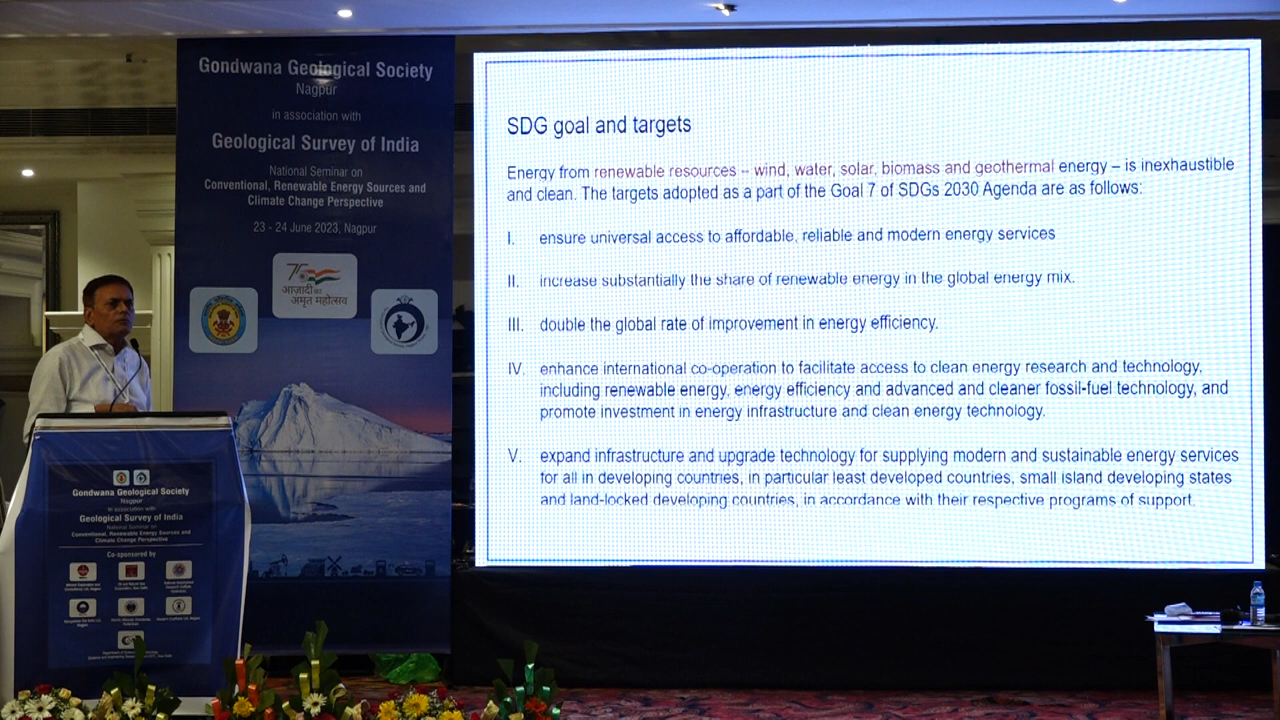 Gondwana Geological Society
Nagpur
in association with
Geological Survey of India
National Seminar on
Conventional, Renewable Energy Sources and
Climate Change Perspective
23 - 24 June 2023, Nagpur
आज़ादी का
अमृत महोत्सव
SDG goal and targets
Energy from renewable resources – wind, water, solar, biomass and geothermal energy – is inexhaustible
and clean. The targets adopted as a part of the Goal 7 of SDGs 2030 Agenda are as follows:
I. ensure universal access to affordable, reliable and modern energy services
II. increase substantially the share of renewable energy in the global energy mix.
III. double the global rate of improvement in energy efficiency.
IV. enhance international co-operation to facilitate access to clean energy research and technology,
including renewable energy, energy efficiency and advanced and cleaner fossil-fuel technology, and
promote investment in energy infrastructure and clean energy technology.
V. expand infrastructure and upgrade technology for supplying modern and sustainable energy services
for all in developing countries, in particular least developed countries, small island developing states
and land-locked developing countries, in accordance with their respective programs of support.
Gondwana Geological Society
Nagpur
in association with
Geological Survey of India
National Seminar on
Conventional, Renewable Energy Sources and
Climate Change Perspective
Co-sponsored by